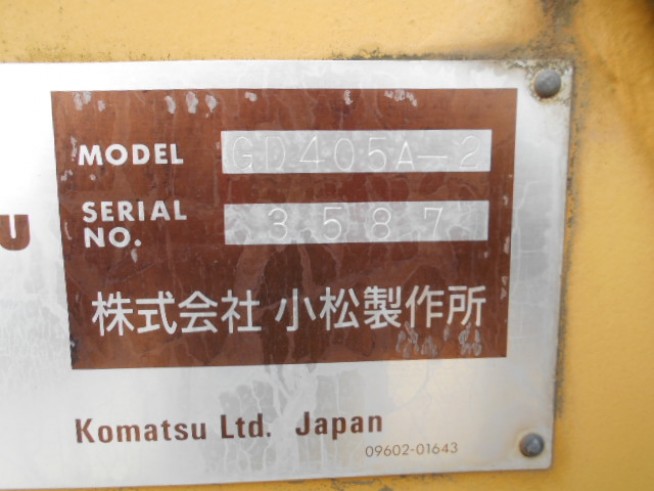 MODEL GD405A-2
SERIAL
NO. 3587
U
株式会社 小松製作所
Komatsu Ltd. Japan
09602-01643